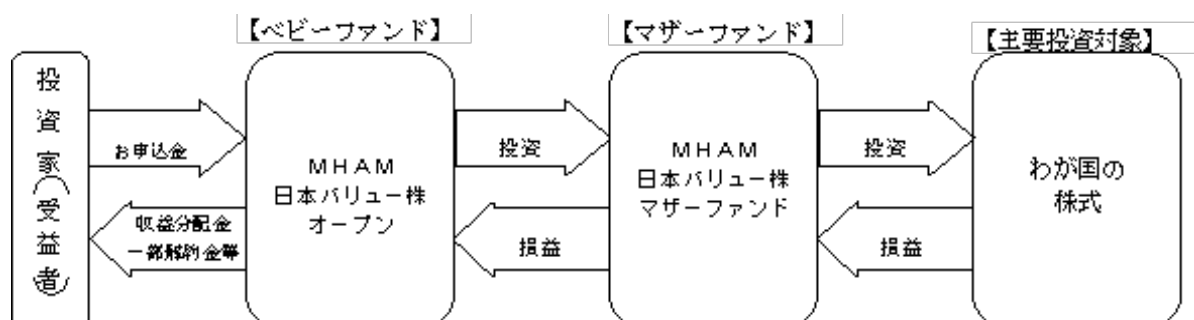 【ベビーファンド】
【マザーファンド】
【主要投資対象】
投資家(受益者)
お申込金
収益分配金
一部解約金等
MHAM
日本バリュー株
オープン
投資
損益
MHAM
日本バリュー株
マザーファンド
投資
損益
わが国の
株式